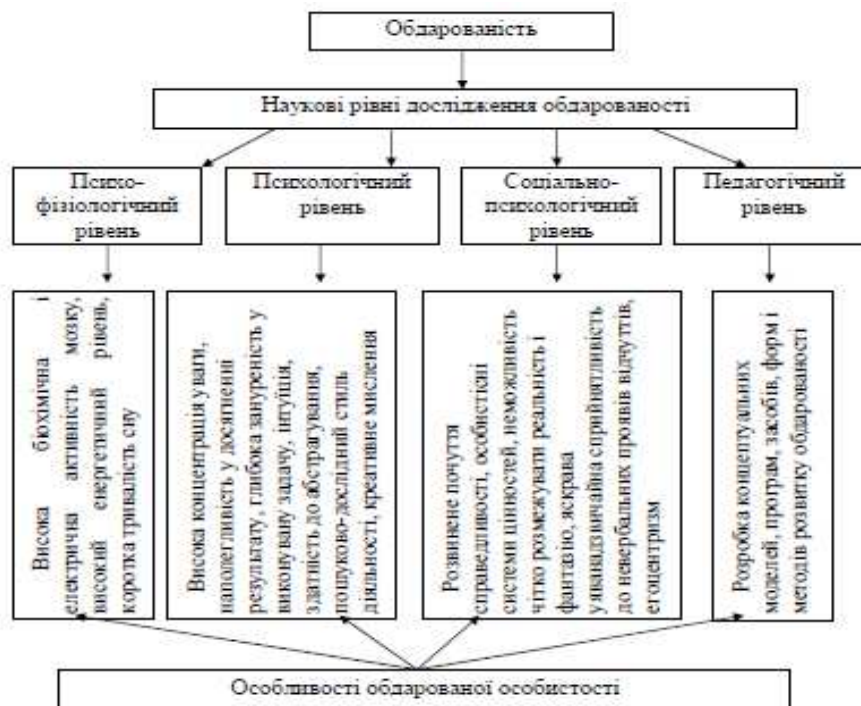 Обдарованість
Наукові рівні дослідження обдарованості
Психо-
фізіологічний
рівень
Психологічний
рівень
Соціально-
психологічний
рівень
Педагогічний
рівень
Висока біохімічна і
електрична активність мозку,
високий енергетичний рівень,
коротка тривалість сну
Висока концентрація уваги,
наполегливість у досягненні
результату, глибока зануреність у
виконувану задачу, інтуїція,
здатність до абстрагування,
пошуково-дослідний стиль
діяльності, креативне мислення
Розвинене почуття
справедливості, особистісні
системи цінностей, неможливість
чітко розмежувати реальність і
фантазію, яскрава
уява надзвичайна сприйнятливість
до невербальних проявів відчуттів,
егоцентризм
Розробка концептуальних
моделей, програм, засобів, форм і
методів розвитку обдарованості
Особливості обдарованої особистості